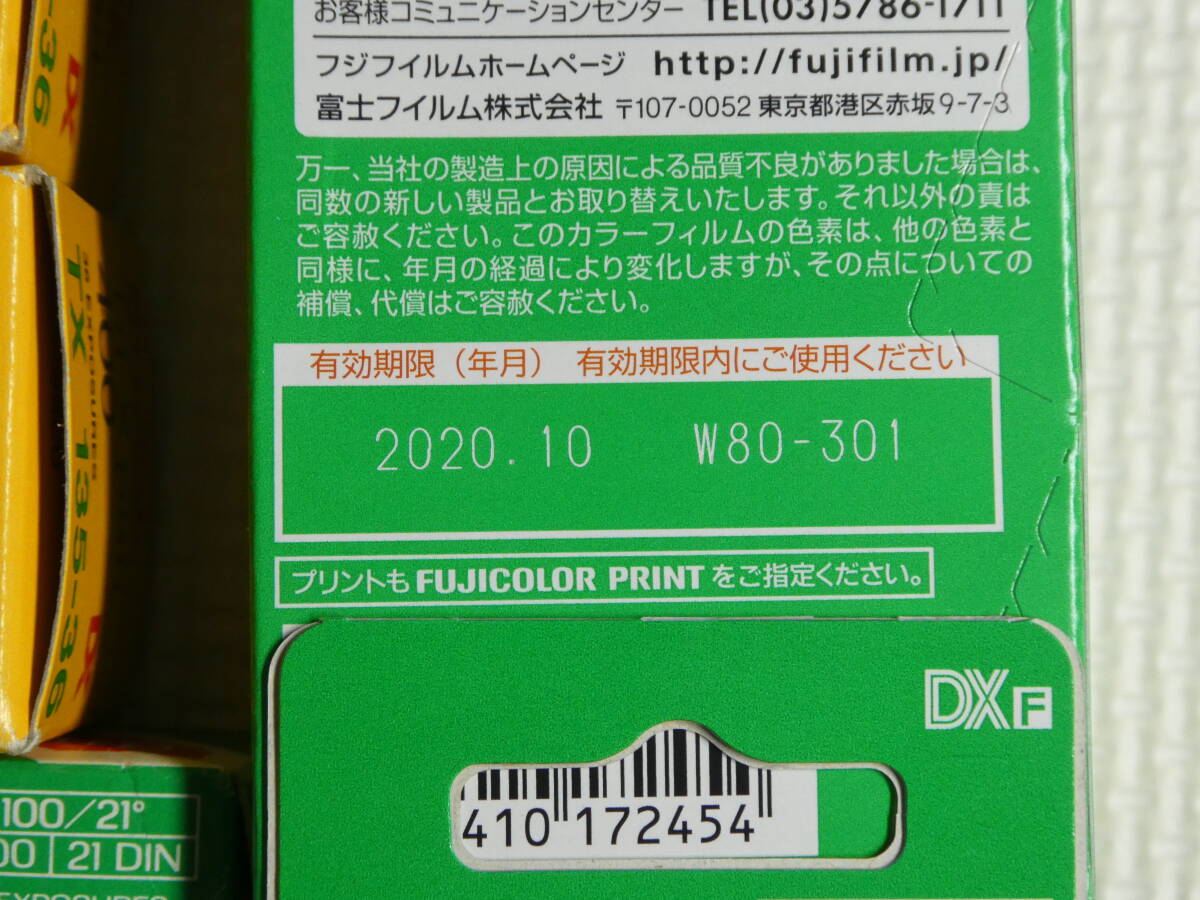 お客様コミュニケーションセンター TEL(03)5786-1711
フジフイルムホームページ http://fujifilm.jp/
富士フイルム株式会社 〒107-0052 東京都港区赤坂9-7-3
万一、当社の製造上の原因による品質不良がありました場合は、
同数の新しい製品とお取り替えいたします。それ以外の責は
ご容赦ください。このカラーフィルムの色素は、他の色素と
同様に、年月の経過により変化しますが、その点についての
補償、代償はご容赦ください。
有効期限（年月） 有効期限内にご使用ください
2020.10 W80-301
プリントも FUJICOLOR PRINT をご指定ください。
DX F
410 172454
-36
400
36 EXPOSURES
TX 135-36
100/21°
00 21 DIN
EXPOSURES